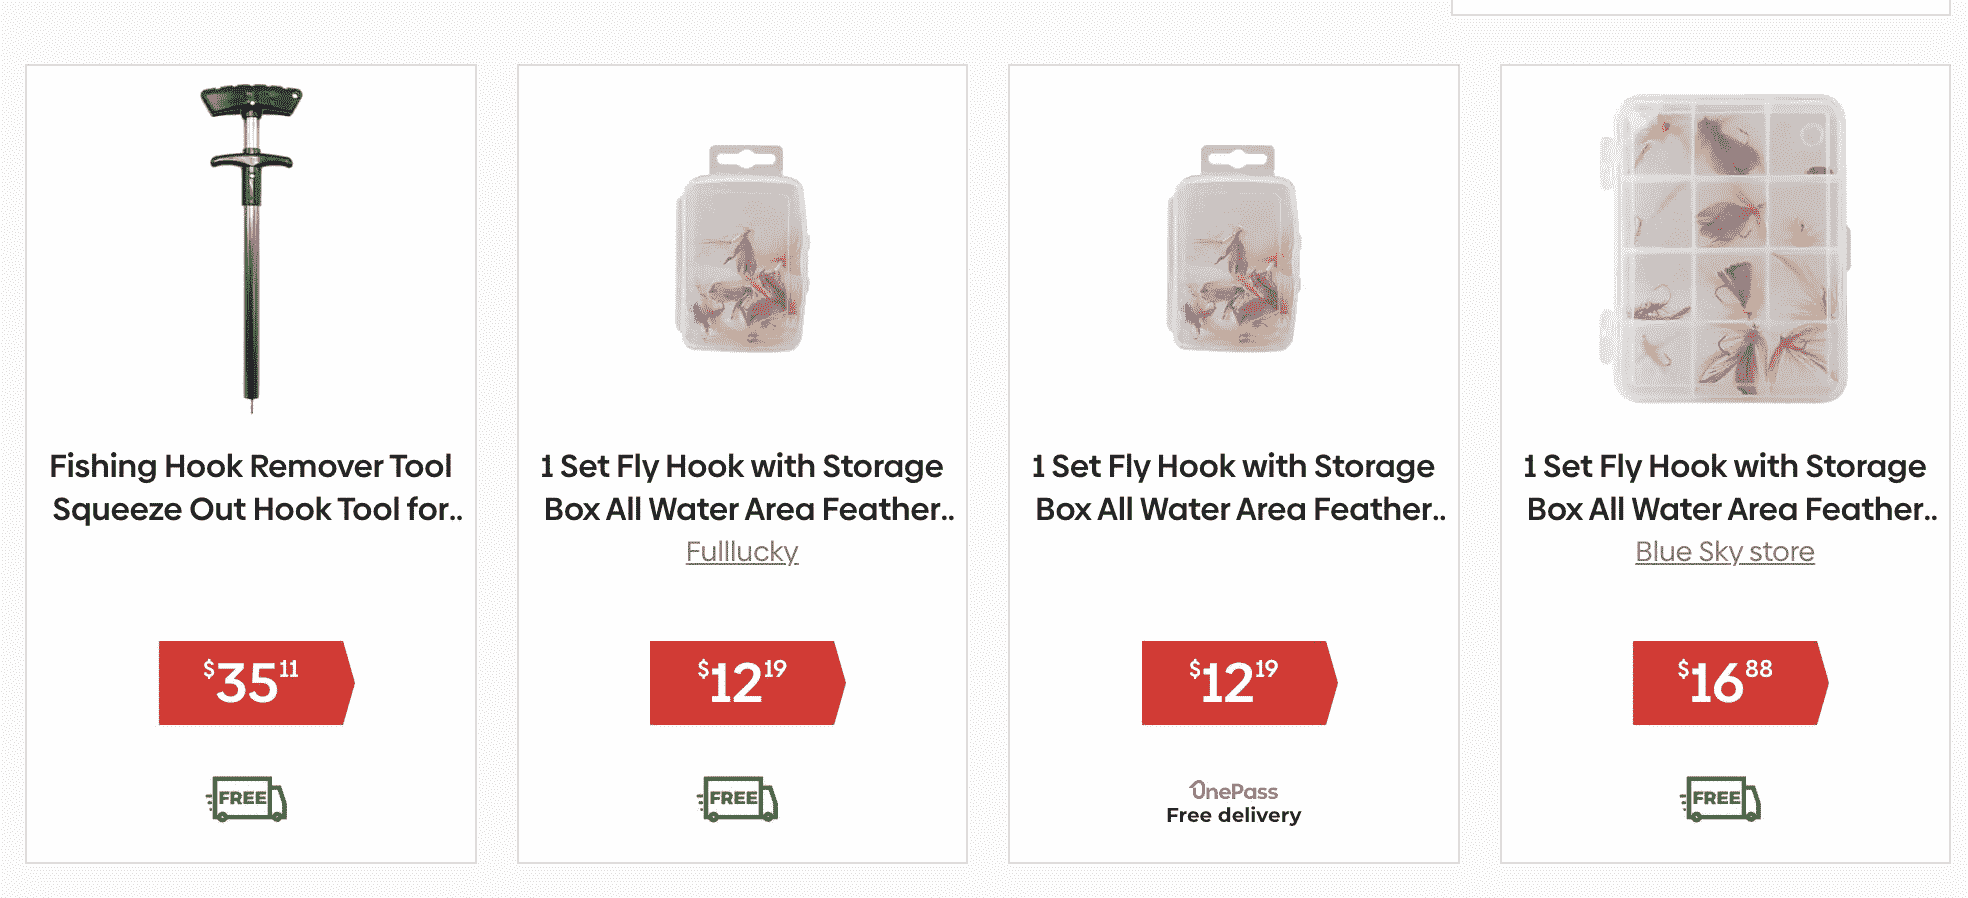 Fishing Hook Remover Tool
Squeeze Out Hook Tool for..
$35 11
FREE
1 Set Fly Hook with Storage
Box All Water Area Feather..
Fulllucky
$12 19
FREE
1 Set Fly Hook with Storage
Box All Water Area Feather..
$12 19
OnePass
Free delivery
1 Set Fly Hook with Storage
Box All Water Area Feather..
Blue Sky store
$16 88
FREE